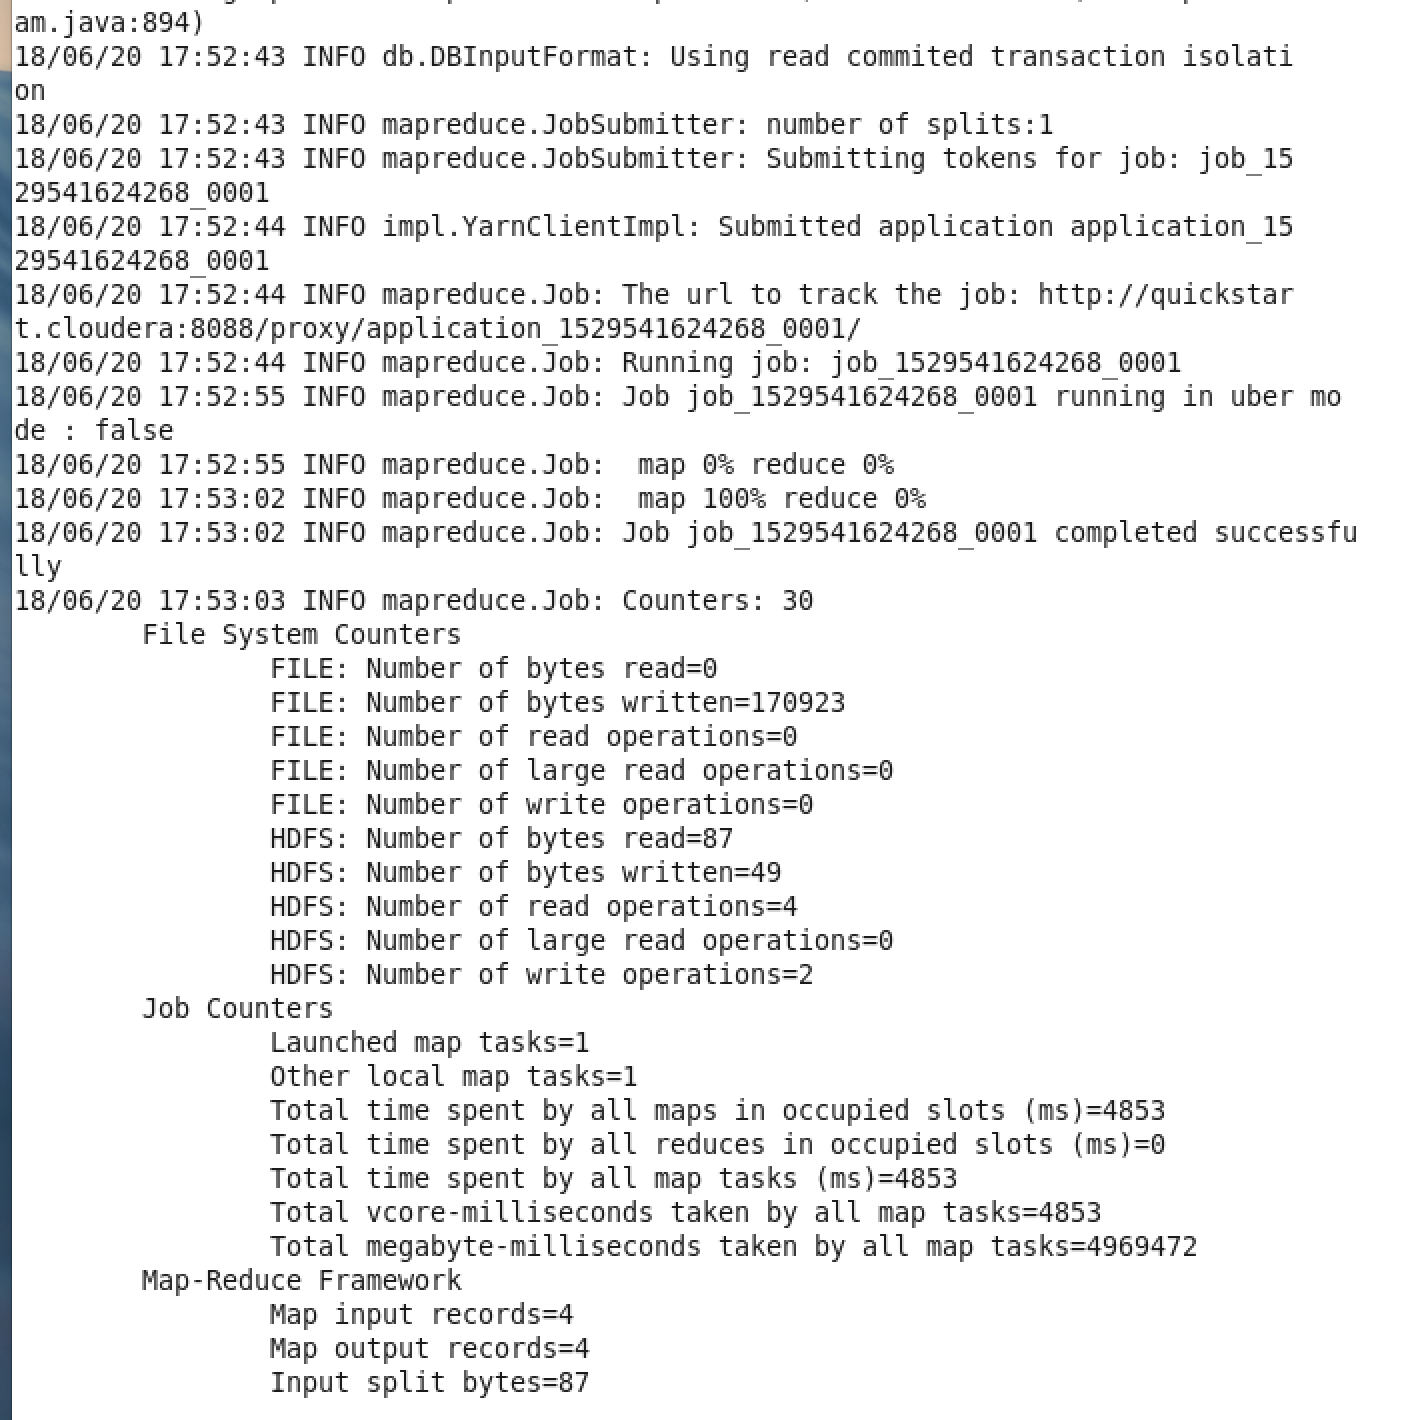 am.java:894)
18/06/20 17:52:43 INFO db.DBInputFormat: Using read commited transaction isolati
on
18/06/20 17:52:43 INFO mapreduce.JobSubmitter: number of splits:1
18/06/20 17:52:43 INFO mapreduce.JobSubmitter: Submitting tokens for job: job_15
29541624268_0001
18/06/20 17:52:44 INFO impl.YarnClientImpl: Submitted application application_15
29541624268_0001
18/06/20 17:52:44 INFO mapreduce.Job: The url to track the job: http://quickstar
t.cloudera:8088/proxy/application_1529541624268_0001/
18/06/20 17:52:44 INFO mapreduce.Job: Running job: job_1529541624268_0001
18/06/20 17:52:55 INFO mapreduce.Job: Job job_1529541624268_0001 running in uber mo
de : false
18/06/20 17:52:55 INFO mapreduce.Job:  map 0% reduce 0%
18/06/20 17:53:02 INFO mapreduce.Job:  map 100% reduce 0%
18/06/20 17:53:02 INFO mapreduce.Job: Job job_1529541624268_0001 completed successfu
lly
18/06/20 17:53:03 INFO mapreduce.Job: Counters: 30
File System Counters
FILE: Number of bytes read=0
FILE: Number of bytes written=170923
FILE: Number of read operations=0
FILE: Number of large read operations=0
FILE: Number of write operations=0
HDFS: Number of bytes read=87
HDFS: Number of bytes written=49
HDFS: Number of read operations=4
HDFS: Number of large read operations=0
HDFS: Number of write operations=2
Job Counters
Launched map tasks=1
Other local map tasks=1
Total time spent by all maps in occupied slots (ms)=4853
Total time spent by all reduces in occupied slots (ms)=0
Total time spent by all map tasks (ms)=4853
Total vcore-milliseconds taken by all map tasks=4853
Total megabyte-milliseconds taken by all map tasks=4969472
Map-Reduce Framework
Map input records=4
Map output records=4
Input split bytes=87